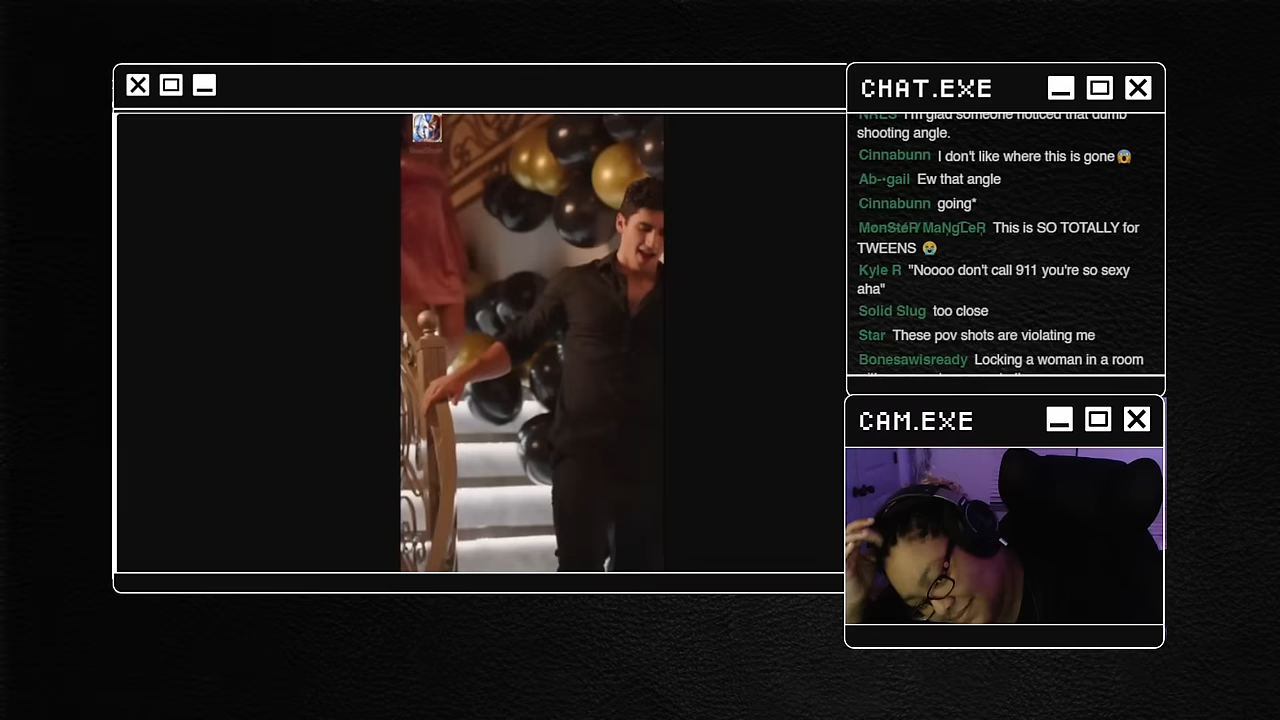 CHAT.EXE
NRES I'm glad someone noticed that dumb
shooting angle.
Cinnabunn I don't like where this is gone😱
Ab-·gail Ew that angle
Cinnabunn going*
MonSteR MaNgLeR This is SO TOTALLY for
TWEENS 😭
Kyle R "Noooo don't call 911 you're so sexy
aha"
Solid Slug too close
Star These pov shots are violating me
Bonesawisready Locking a woman in a room
CAM.EXE